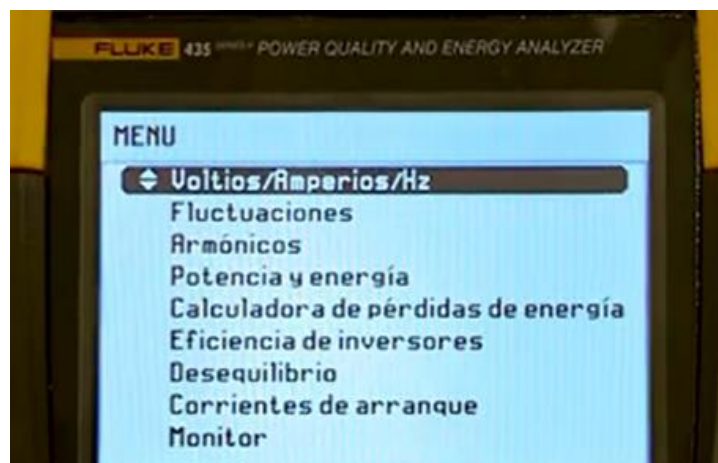 FLUKE 435 POWER QUALITY AND ENERGY ANALYZER
MENU
Voltios/Amperios/Hz
Fluctuaciones
Armónicos
Potencia y energía
Calculadora de pérdidas de energía
Eficiencia de inversores
Desequilibrio
Corrientes de arranque
Monitor